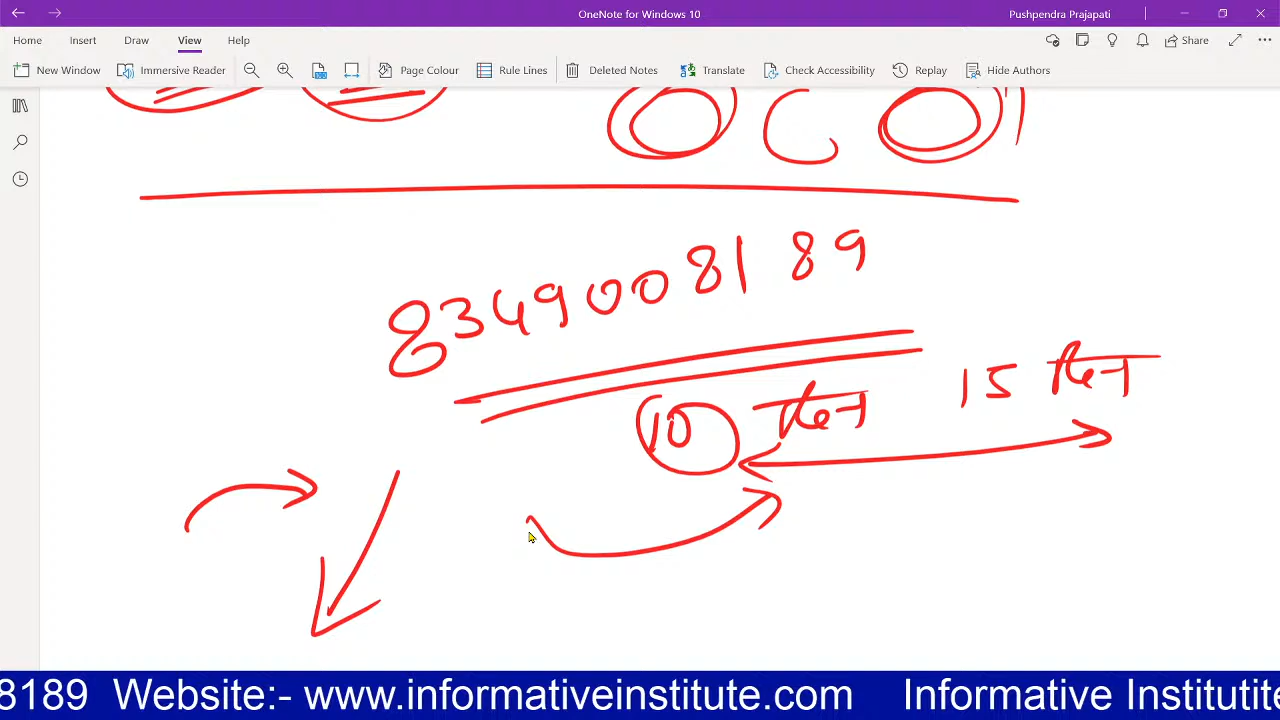 OneNote for Windows 10
Pushpendra Prajapati
Home Insert Draw View Help
Share
New Window Immersive Reader Page Colour Rule Lines Deleted Notes Translate Check Accessibility Replay Hide Authors
8349008189
10 15
8189 Website:- www.informativeinstitute.com Informative Institutite